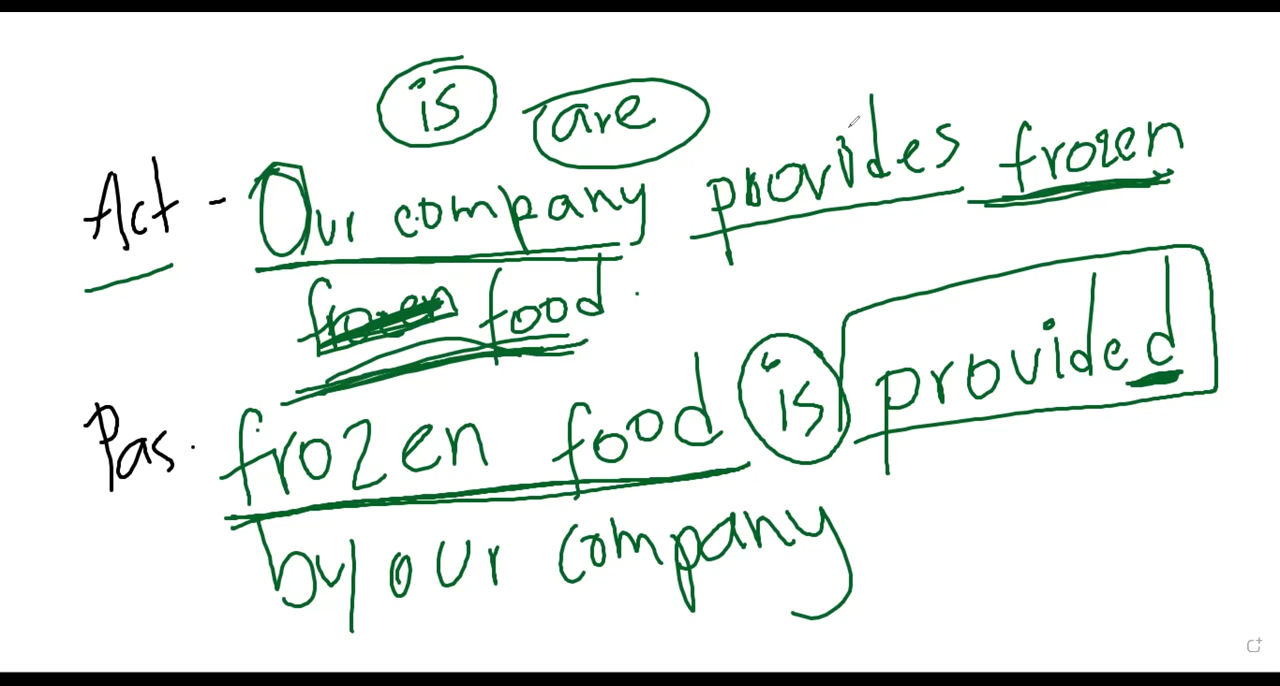 is are
Act - Our company provides frozen
frozen food.
Pas. frozen food is provided
by our company